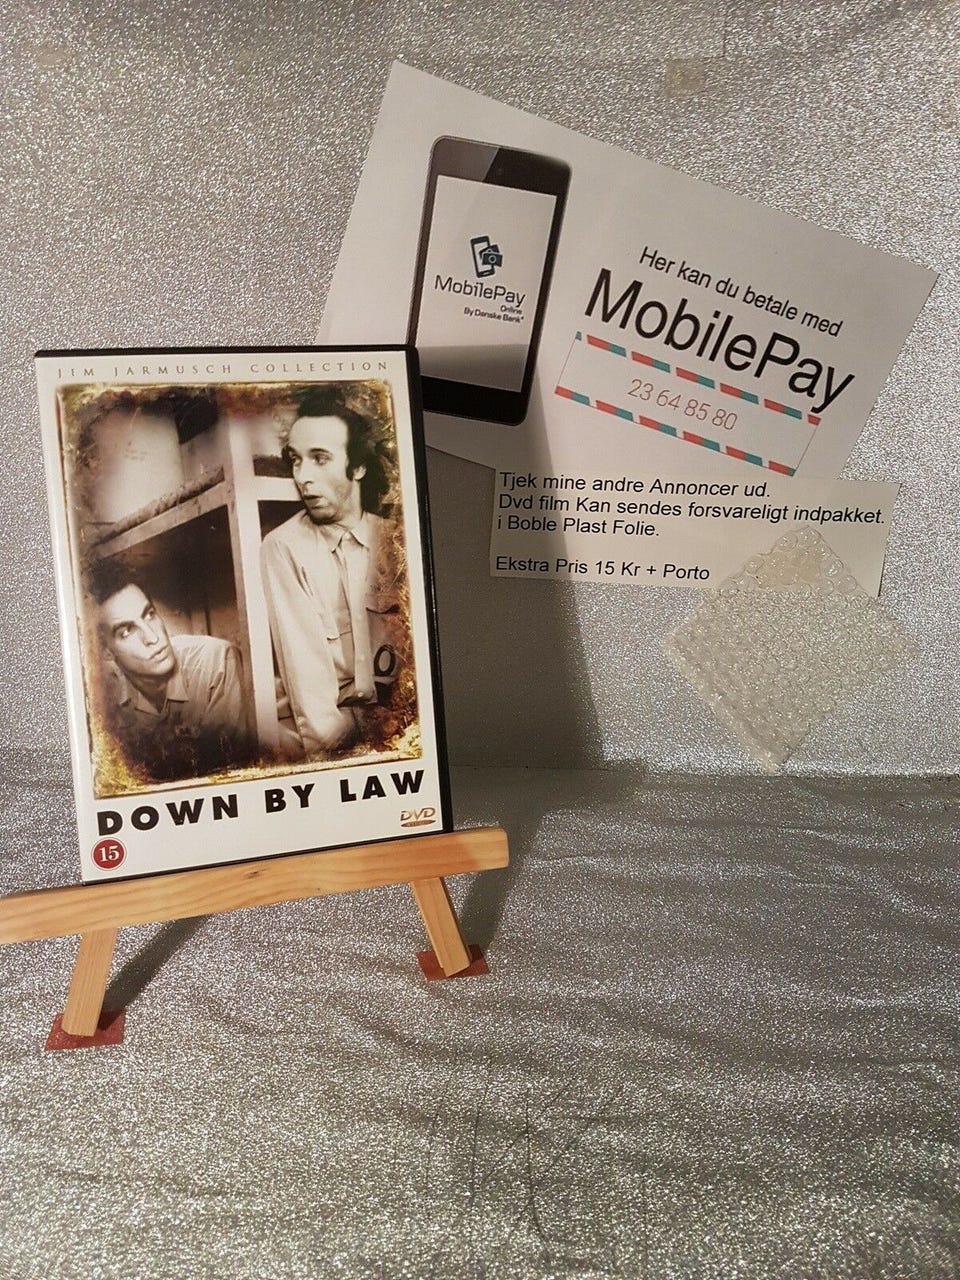 JIM JARMUSCH COLLECTION
DOWN BY LAW
DVD
15
MobilePay
Online
By Danske Bank
Her kan du betale med
MobilePay
23 64 85 80
Tjek mine andre Annoncer ud.
Dvd film Kan sendes forsvareligt indpakket.
i Boble Plast Folie.
Ekstra Pris 15 Kr + Porto